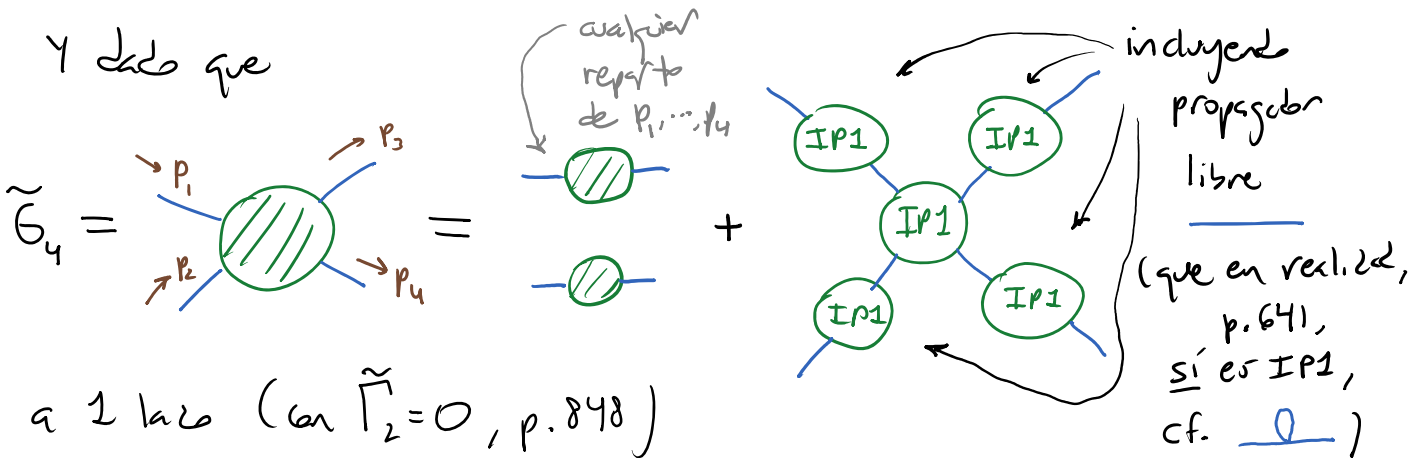 Y dado que
cualquier
reparto
de p₁,...,p₄
incluyendo
propagador
libre
(que en realidad,
p. 641,
sí es IP1,
cf. )
G̃₄ =
p₁
p₂
p₃
p₄
=
+
IP1
IP1
IP1
IP1
IP1
a 1 lazo (con Γ̃₂=0, p. 848)